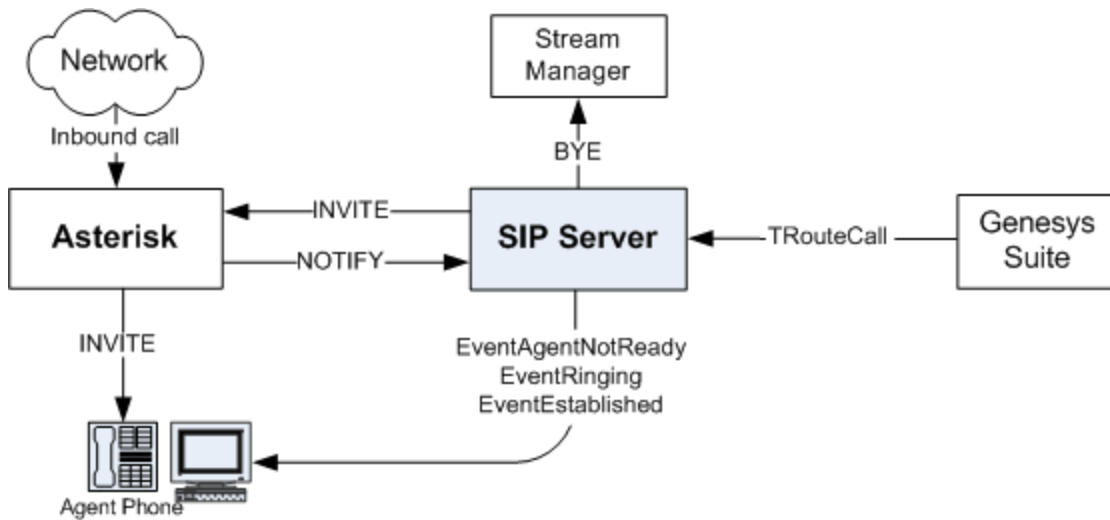 Network
Stream
Manager
Inbound call
BYE
Asterisk
INVITE
NOTIFY
SIP Server
TRouteCall
Genesys
Suite
INVITE
EventAgentNotReady
EventRinging
EventEstablished
Agent Phone